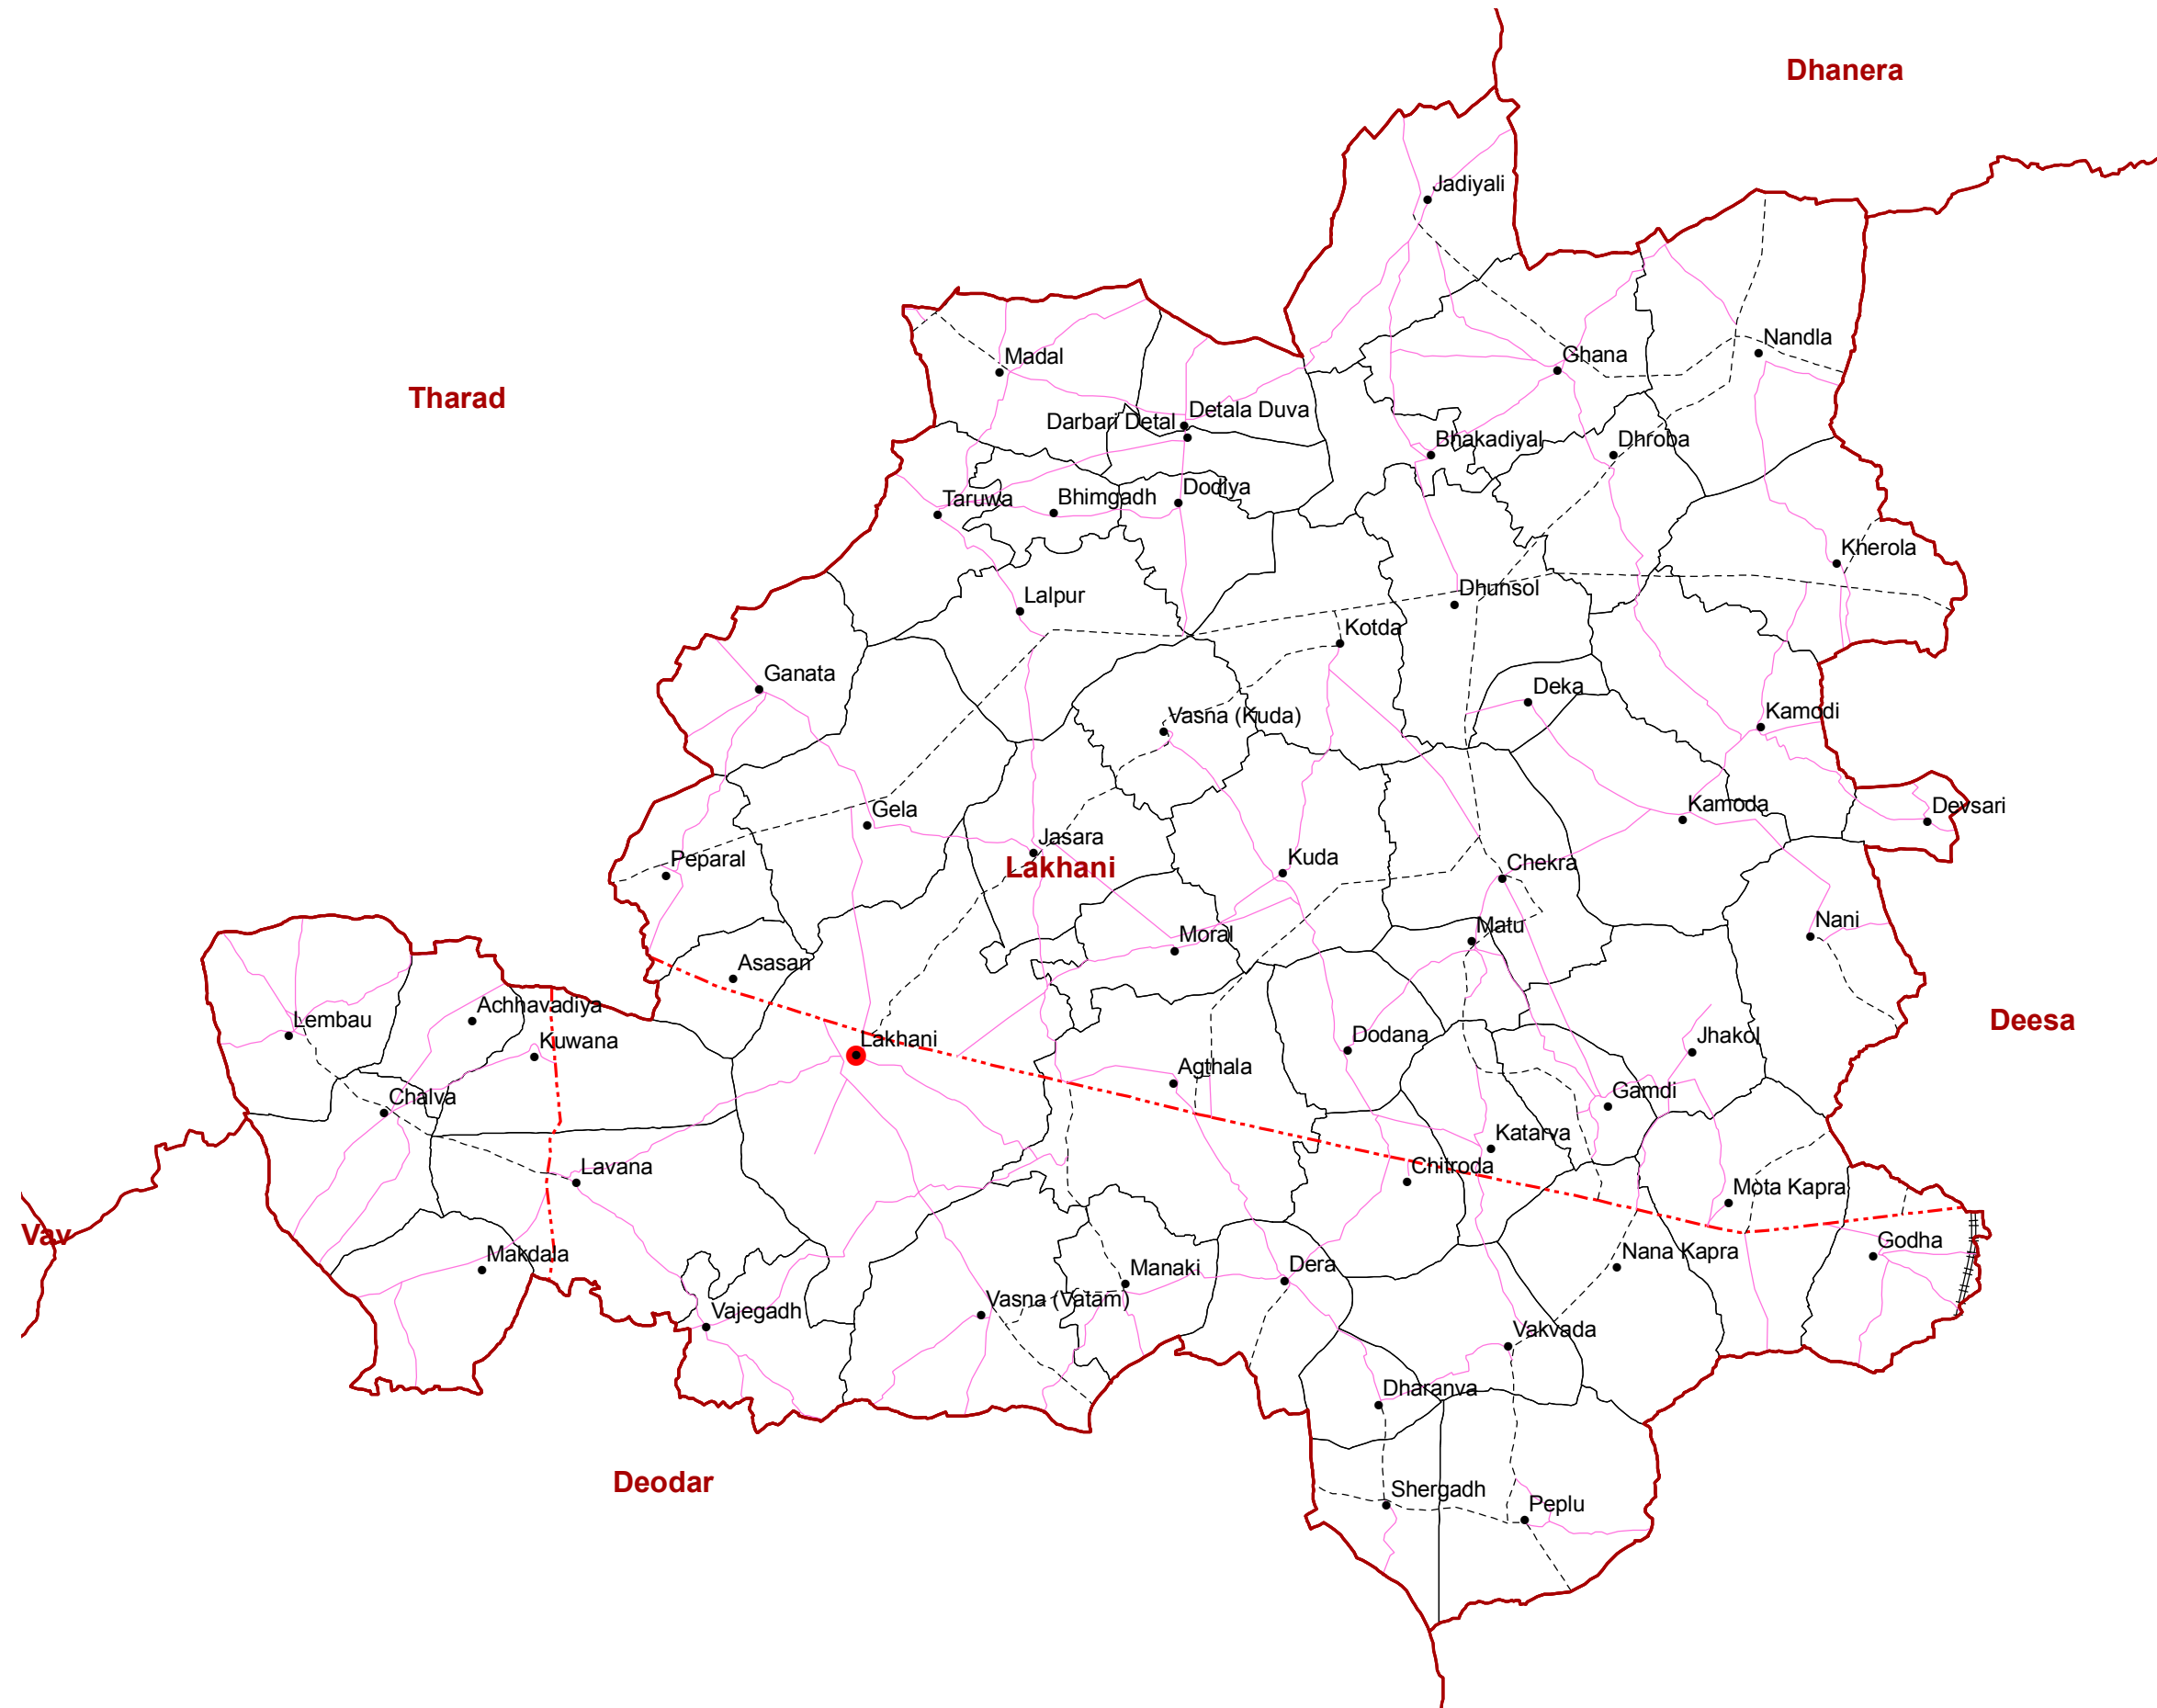 Dhanera
Jadiyali
Nandla
Madal
Ghana
Tharad
Detala Duva
Darbari Detal
Bhakadiyal
Dhroba
Taruwa
Bhimgadh
Dodiya
Kherola
Lalpur
Dhunsol
Kotda
Ganata
Deka
Vasna (Kuda)
Kamodi
Gela
Kamoda
Devsari
Jasara
Peparal
Lakhani
Kuda
Chekra
Moral
Matu
Nani
Asasan
Achhavadiya
Lembau
Kuwana
Lakhani
Dodana
Jhakol
Deesa
Agthala
Chalva
Gamdi
Katarva
Lavana
Chitroda
Mota Kapra
Vav
Makdala
Manaki
Dera
Nana Kapra
Godha
Vajegadh
Vasna (Vatam)
Vakvada
Dharanva
Deodar
Shergadh
Peplu